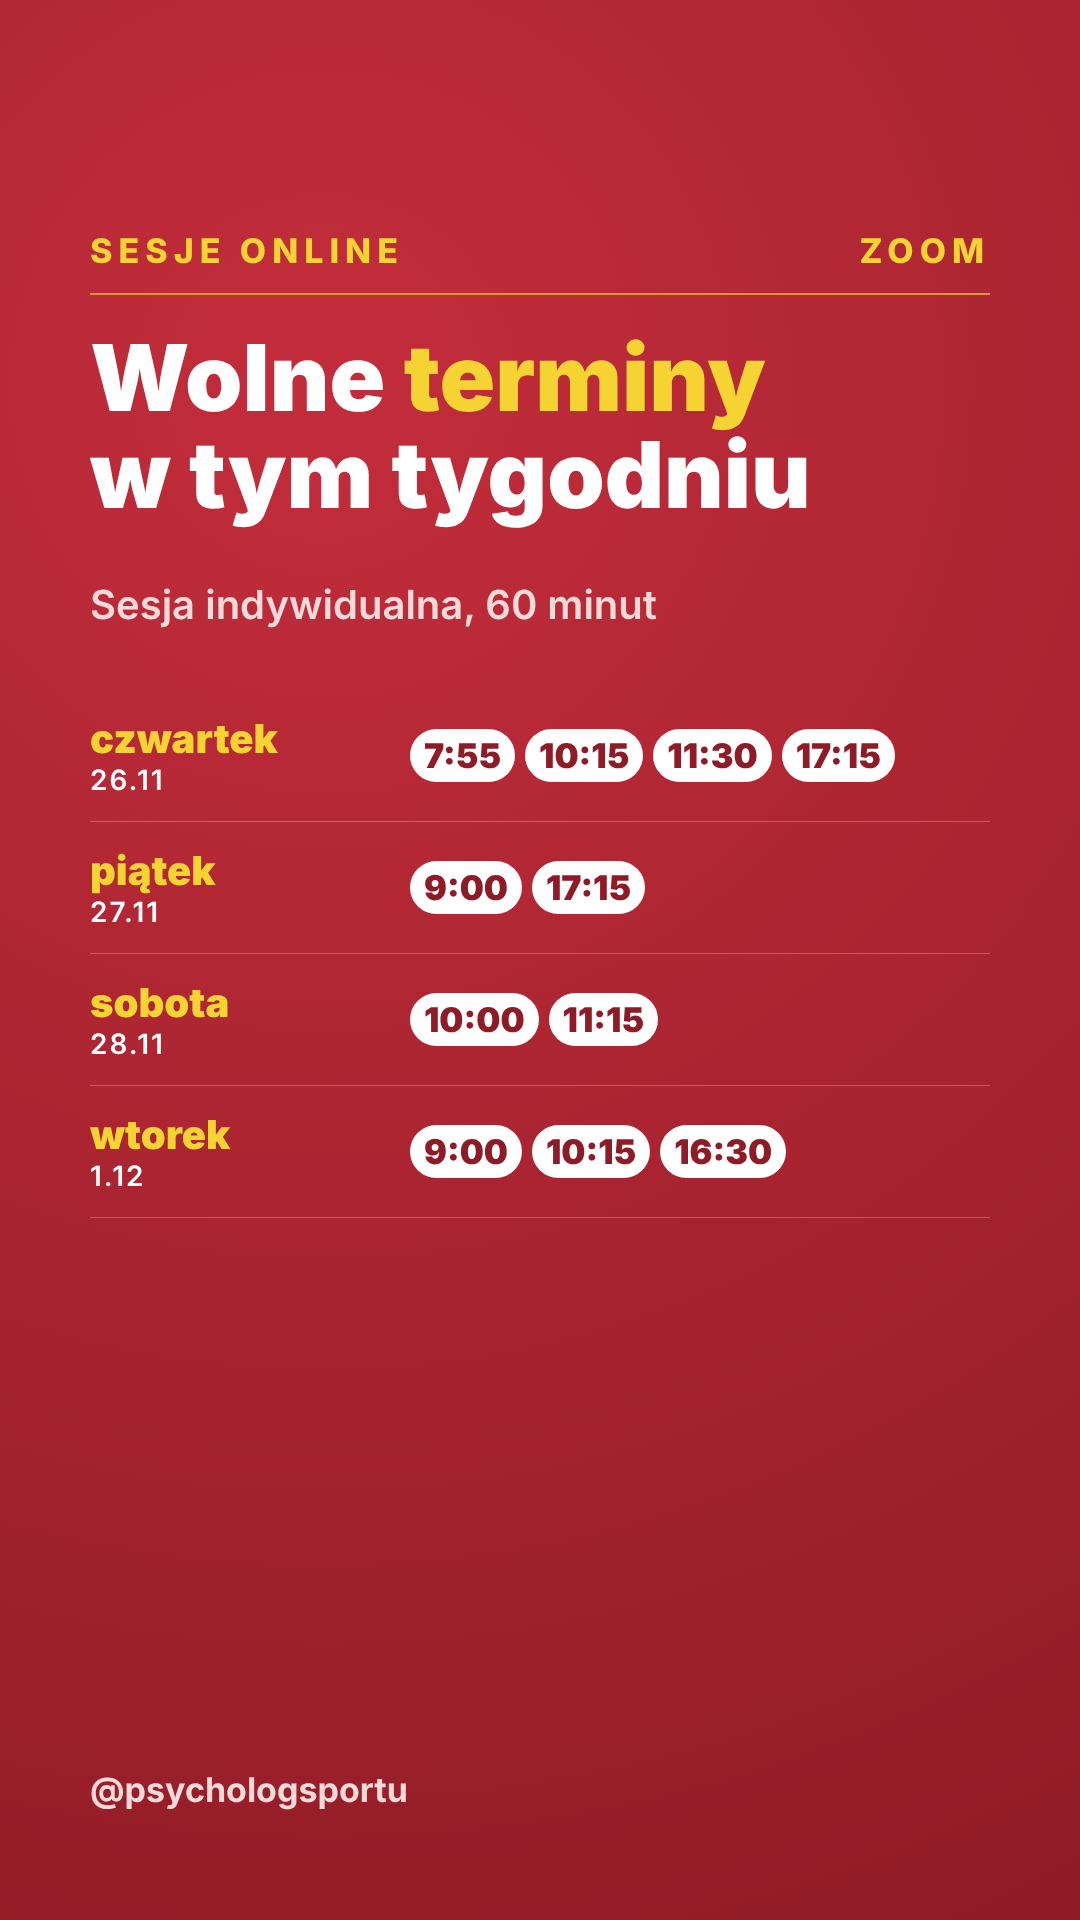 SESJE ONLINE ZOOM
Wolne terminy
w tym tygodniu
Sesja indywidualna, 60 minut
czwartek
26.11
7:55 10:15 11:30 17:15
piątek
27.11
9:00 17:15
sobota
28.11
10:00 11:15
wtorek
1.12
9:00 10:15 16:30
@psychologsportu